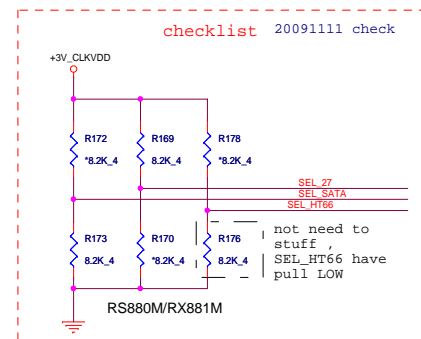 checklist 20091111 check
+3V_CLKVDD
R172 R169 R178
*8.2K_4 8.2K_4 *8.2K_4
SEL_27
SEL_SATA
SEL_HT66
R173 R170 R176
8.2K_4 *8.2K_4 8.2K_4
not need to
stuff ,
SEL_HT66 have
pull LOW
RS880M/RX881M